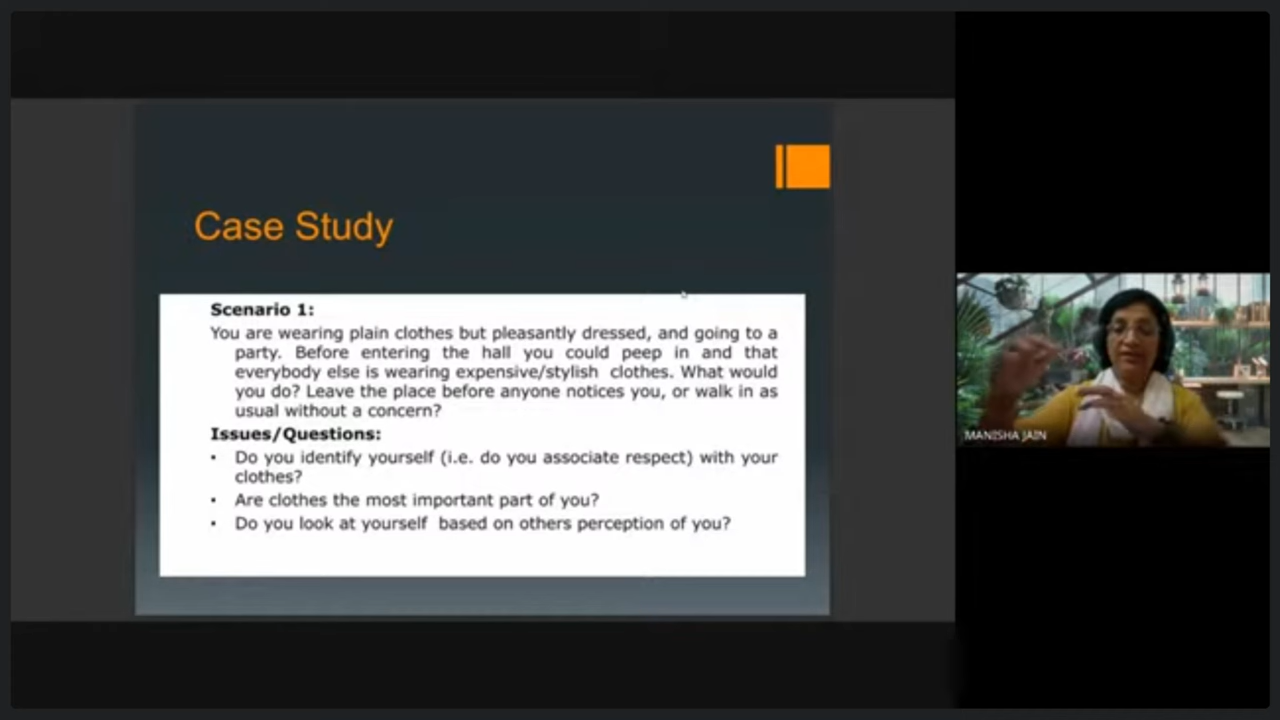 Case Study
Scenario 1:
You are wearing plain clothes but pleasantly dressed, and going to a
party. Before entering the hall you could peep in and that
everybody else is wearing expensive/stylish clothes. What would
you do? Leave the place before anyone notices you, or walk in as
usual without a concern?
Issues/Questions:
• Do you identify yourself (i.e. do you associate respect) with your
clothes?
• Are clothes the most important part of you?
• Do you look at yourself based on others perception of you?
MANISHA JAIN